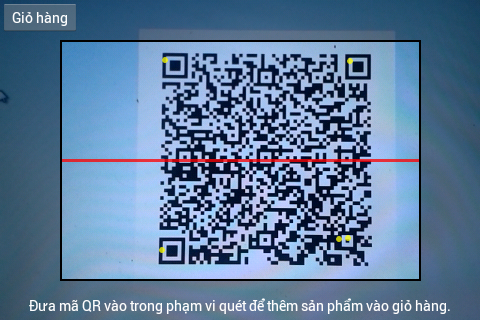 Giỏ hàng
Đưa mã QR vào trong phạm vi quét để thêm sản phẩm vào giỏ hàng.